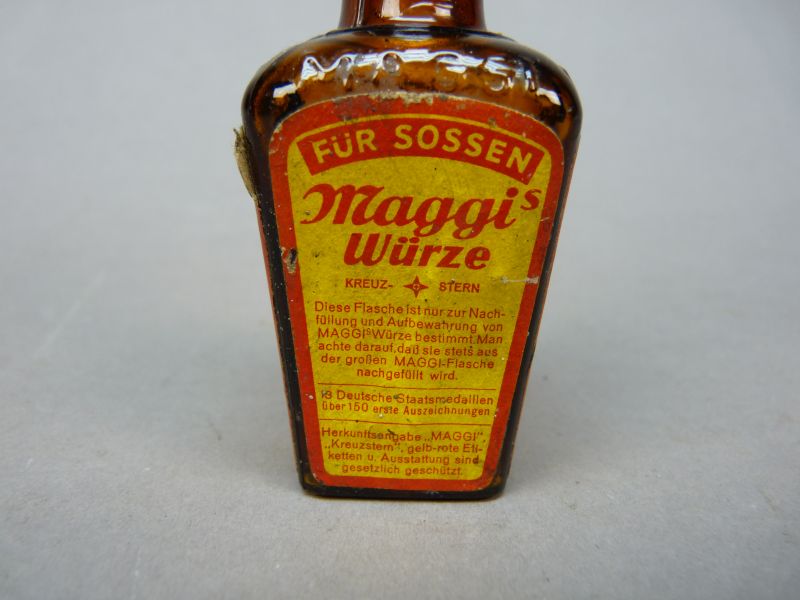 FÜR SOSSEN
Maggi's
Würze
KREUZ- STERN
Diese Flasche ist nur zur Nach-
füllung und Aufbewahrung von
MAGGIs Würze bestimmt. Man
achte darauf, daß sie stets aus
der großen MAGGI-Flasche
nachgefüllt wird.
13 Deutsche Staatsmedaillen
über 150 erste Auszeichnungen
Herkunftsangabe „MAGGI",
„Kreuzstern", gelb-rote Eti-
ketten u. Ausstattung sind
gesetzlich geschützt.